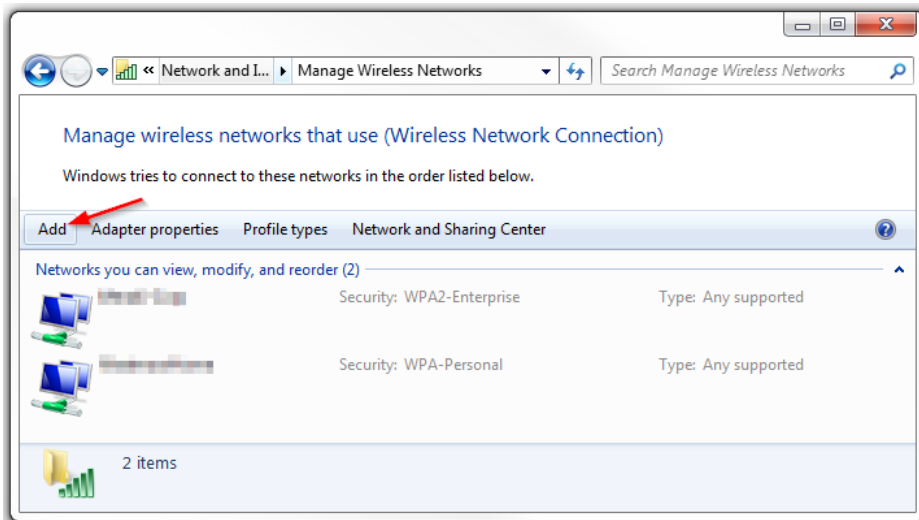 « Network and I... ▸ Manage Wireless Networks Search Manage Wireless Networks
Manage wireless networks that use (Wireless Network Connection)
Windows tries to connect to these networks in the order listed below.
Add Adapter properties Profile types Network and Sharing Center
Networks you can view, modify, and reorder (2)
Security: WPA2-Enterprise Type: Any supported
Security: WPA-Personal Type: Any supported
2 items